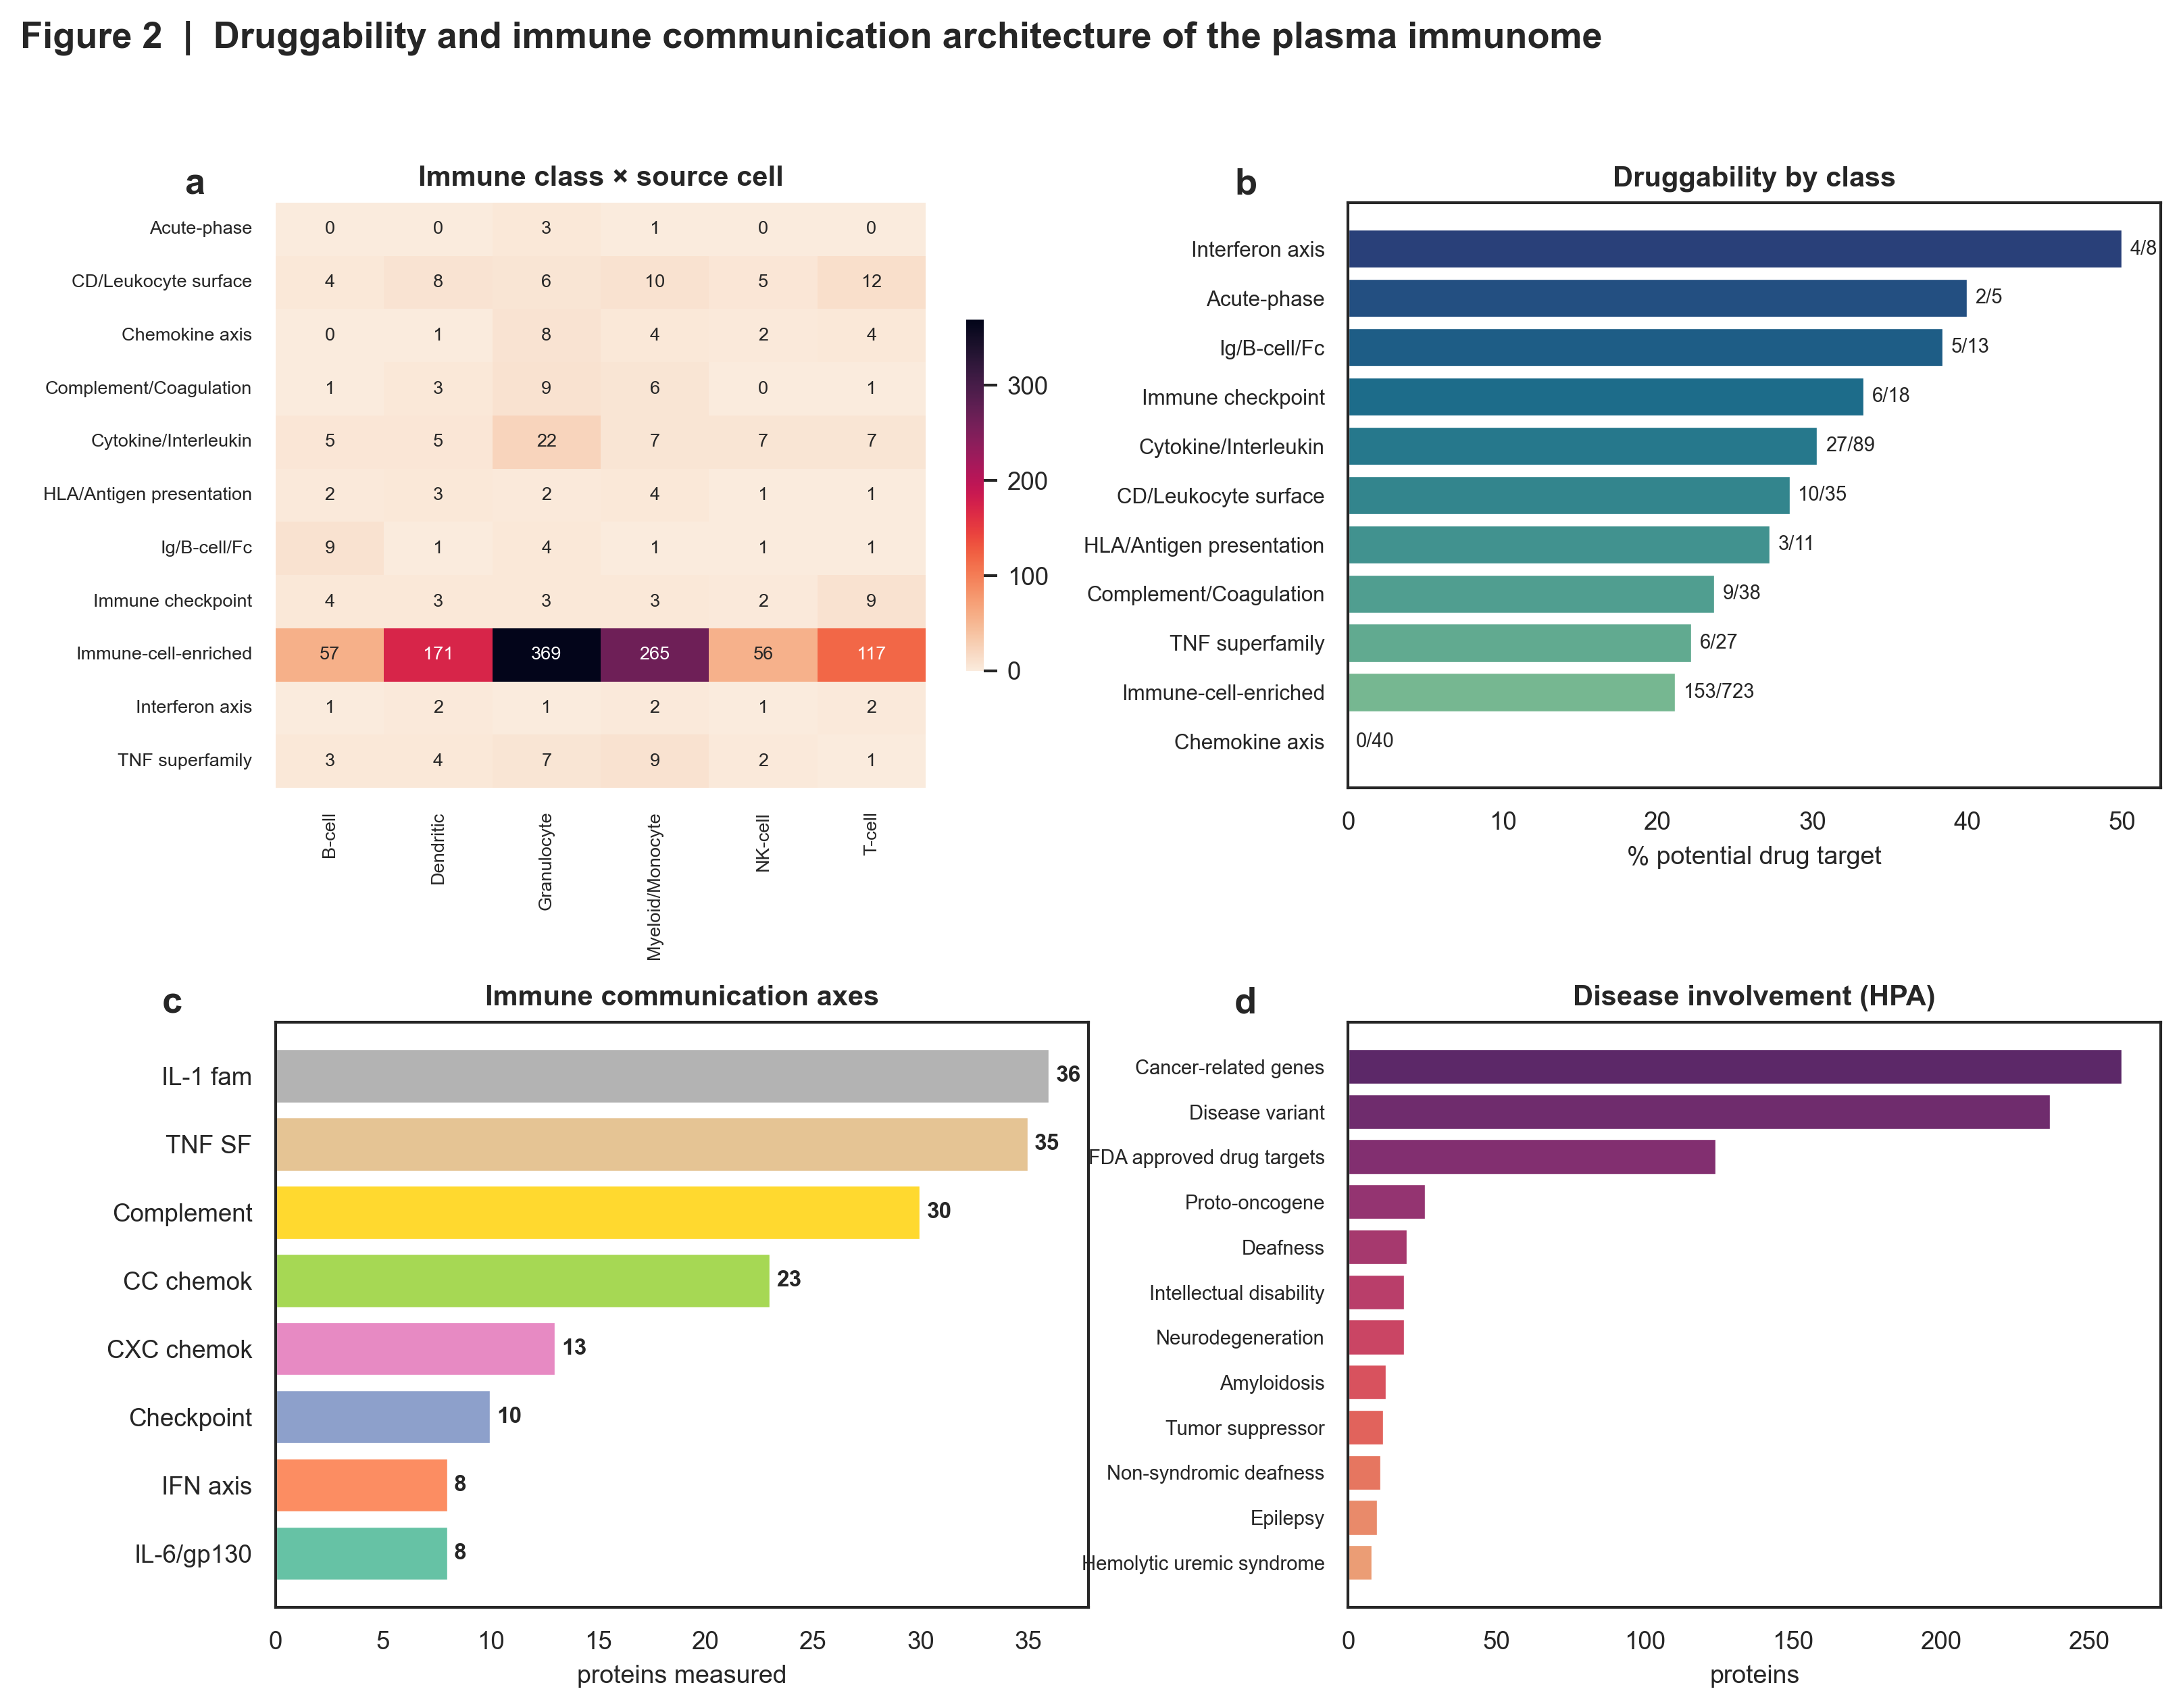 Figure 2 | Druggability and immune communication architecture of the plasma immunome
a
Immune class × source cell
Acute-phase 0 0 3 1 0 0
CD/Leukocyte surface 4 8 6 10 5 12
Chemokine axis 0 1 8 4 2 4
Complement/Coagulation 1 3 9 6 0 1
Cytokine/Interleukin 5 5 22 7 7 7
HLA/Antigen presentation 2 3 2 4 1 1
Ig/B-cell/Fc 9 1 4 1 1 1
Immune checkpoint 4 3 3 3 2 9
Immune-cell-enriched 57 171 369 265 56 117
Interferon axis 1 2 1 2 1 2
TNF superfamily 3 4 7 9 2 1
B-cell
Dendritic
Granulocyte
Myeloid/Monocyte
NK-cell
T-cell
300
200
100
0
b
Druggability by class
Interferon axis 4/8
Acute-phase 2/5
Ig/B-cell/Fc 5/13
Immune checkpoint 6/18
Cytokine/Interleukin 27/89
CD/Leukocyte surface 10/35
HLA/Antigen presentation 3/11
Complement/Coagulation 9/38
TNF superfamily 6/27
Immune-cell-enriched 153/723
Chemokine axis 0/40
0 10 20 30 40 50
% potential drug target
c
Immune communication axes
IL-1 fam 36
TNF SF 35
Complement 30
CC chemok 23
CXC chemok 13
Checkpoint 10
IFN axis 8
IL-6/gp130 8
0 5 10 15 20 25 30 35
proteins measured
d
Disease involvement (HPA)
Cancer-related genes
Disease variant
FDA approved drug targets
Proto-oncogene
Deafness
Intellectual disability
Neurodegeneration
Amyloidosis
Tumor suppressor
Non-syndromic deafness
Epilepsy
Hemolytic uremic syndrome
0 50 100 150 200 250
proteins